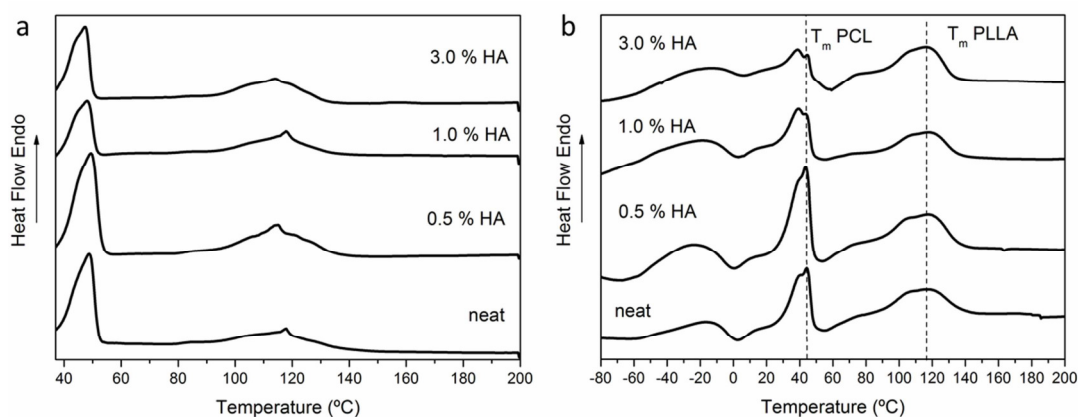 a
3.0 % HA
1.0 % HA
0.5 % HA
neat
Heat Flow Endo
40 60 80 100 120 140 160 180 200
Temperature (ºC)
b
3.0 % HA
T_m PCL
T_m PLLA
1.0 % HA
0.5 % HA
neat
Heat Flow Endo
-80 -60 -40 -20 0 20 40 60 80 100 120 140 160 180 200
Temperature (ºC)